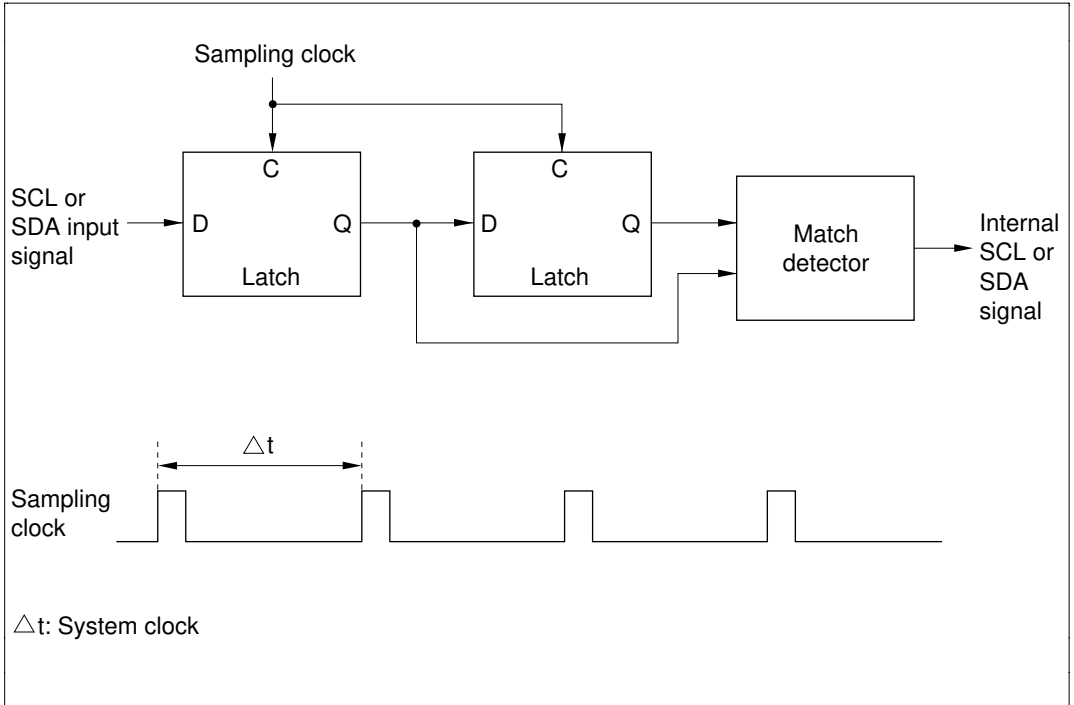 Sampling clock
C
C
SCL or
SDA input
signal
D
Q
D
Q
Latch
Latch
Match
detector
Internal
SCL or
SDA
signal
△t
Sampling
clock
△t: System clock